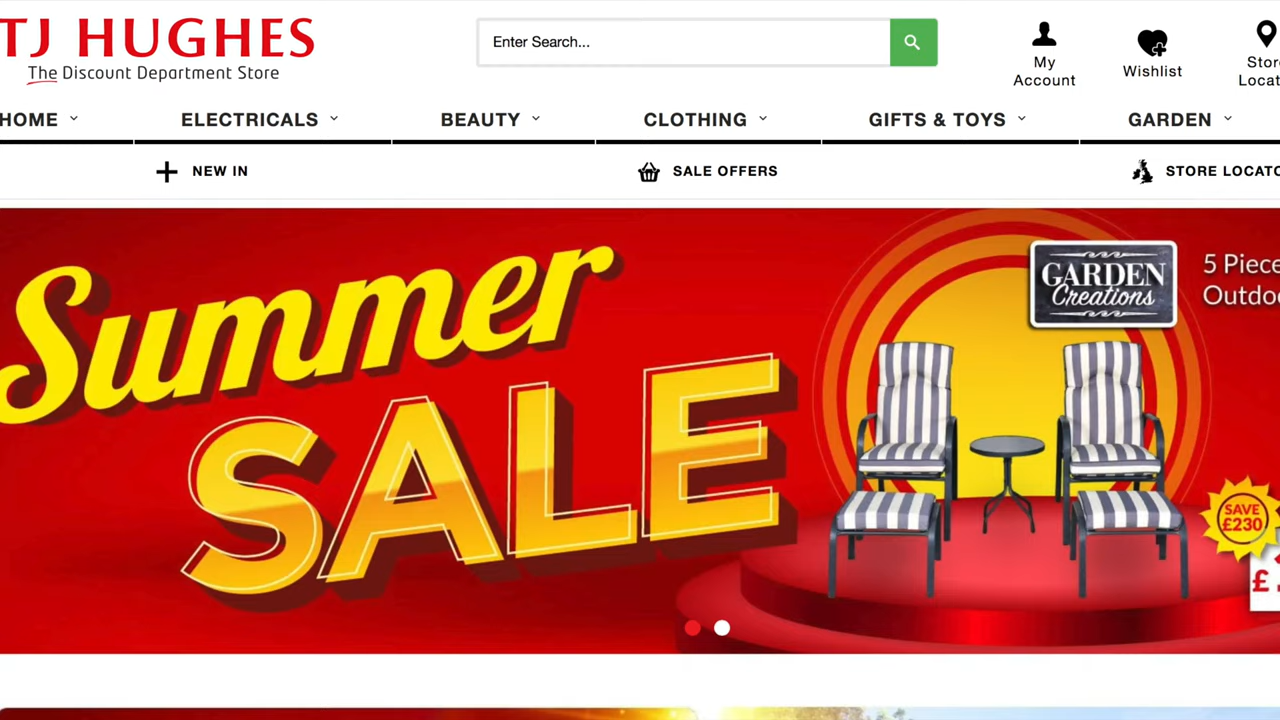 TJ HUGHES
The Discount Department Store
Enter Search...
My
Account
Wishlist
HOME
ELECTRICALS
BEAUTY
CLOTHING
GIFTS & TOYS
GARDEN
NEW IN
SALE OFFERS
STORE
Summer
SALE
GARDEN
Creations
5 Piece
SAVE
£230
£